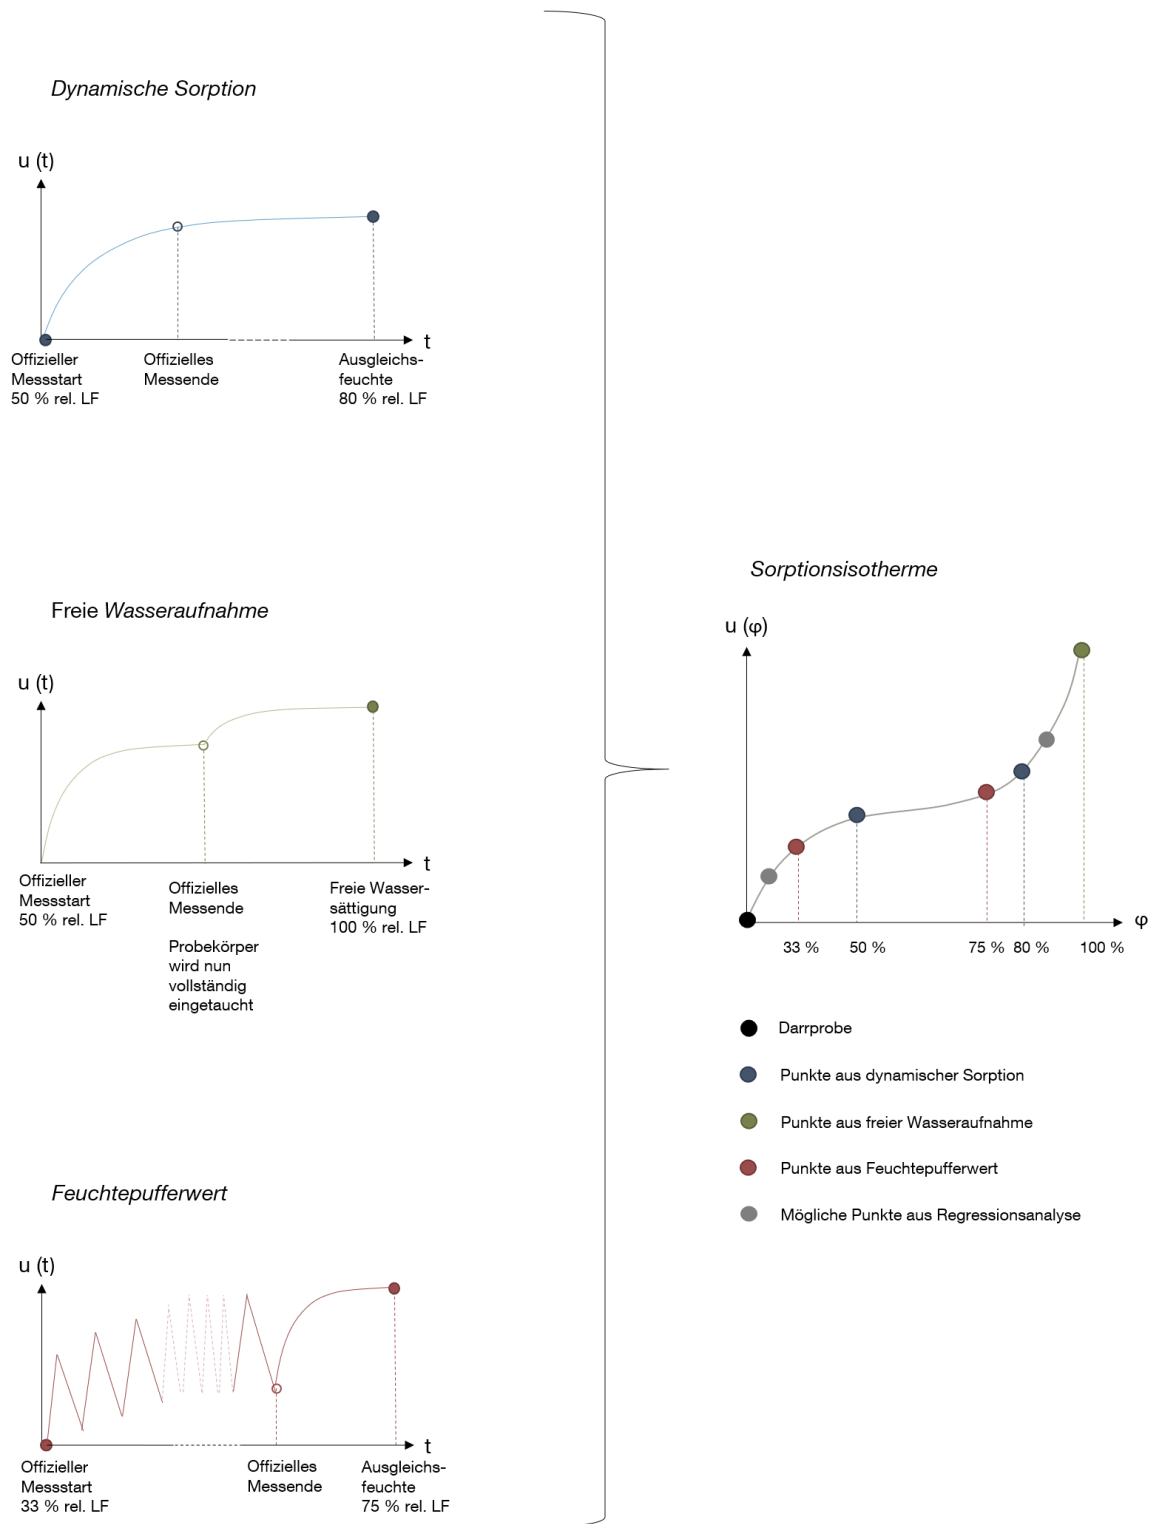 Dynamische Sorption
u (t)
t
Offizieller
Messstart
50 % rel. LF
Offizielles
Messende
Ausgleichs-
feuchte
80 % rel. LF
Freie Wasseraufnahme
u (t)
t
Offizieller
Messstart
50 % rel. LF
Offizielles
Messende
Probekörper
wird nun
vollständig
eingetaucht
Freie Wasser-
sättigung
100 % rel. LF
Feuchtepufferwert
u (t)
t
Offizieller
Messstart
33 % rel. LF
Offizielles
Messende
Ausgleichs-
feuchte
75 % rel. LF
Sorptionsisotherme
u (φ)
φ
33 %
50 %
75 %
80 %
100 %
Darrprobe
Punkte aus dynamischer Sorption
Punkte aus freier Wasseraufnahme
Punkte aus Feuchtepufferwert
Mögliche Punkte aus Regressionsanalyse